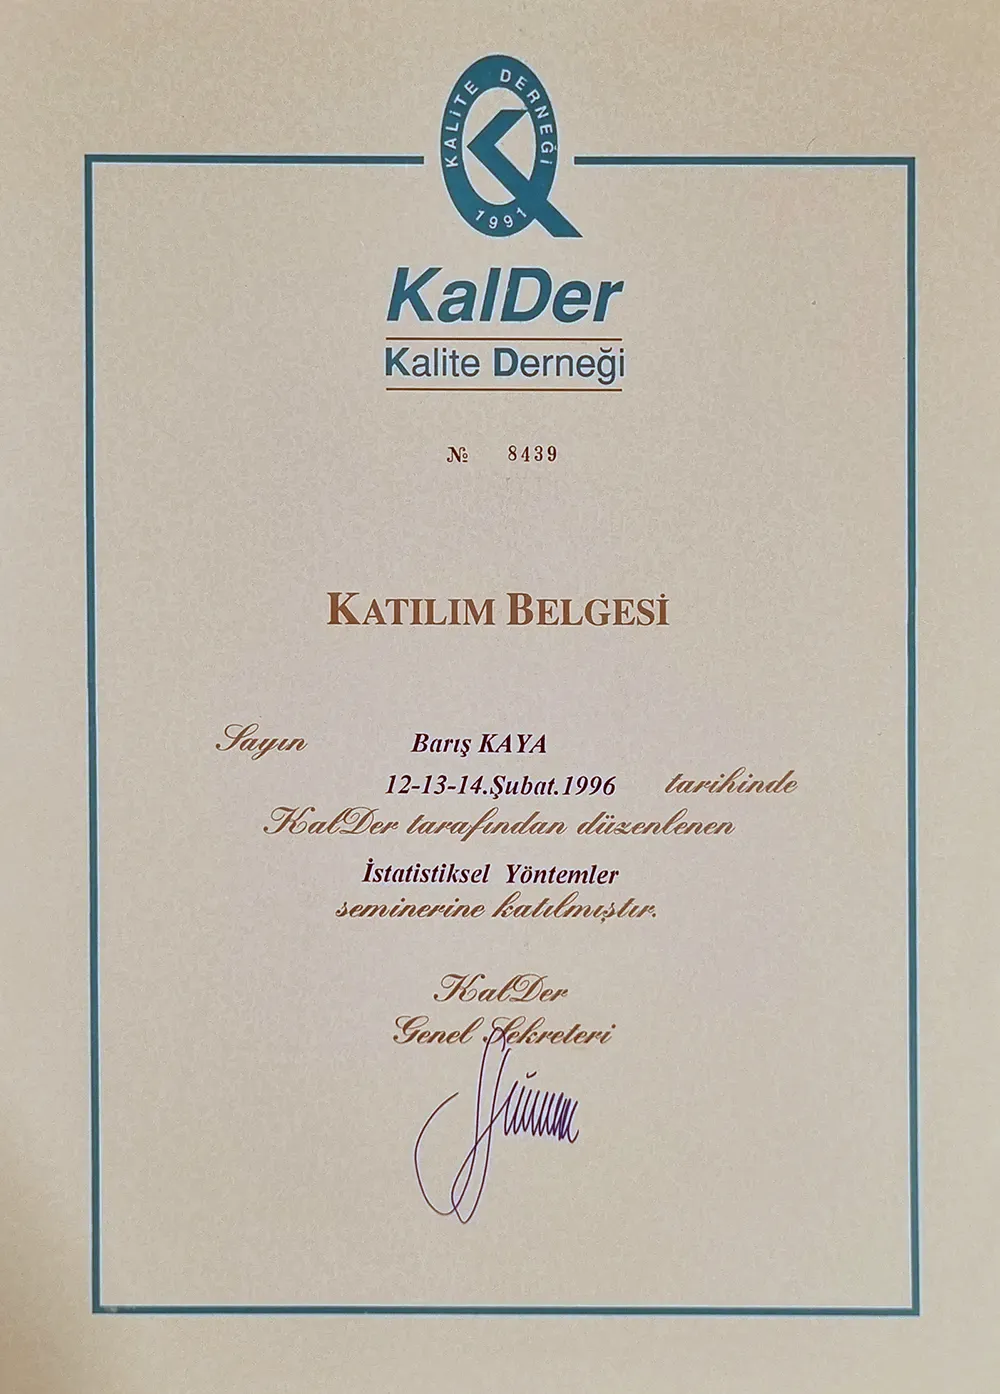 KALİTE DERNEĞİ
1991
KalDer
Kalite Derneği
№ 8439
KATILIM BELGESİ
Sayın Barış KAYA
12-13-14.Şubat.1996 tarihinde
KalDer tarafından düzenlenen
İstatistiksel Yöntemler
seminerine katılmıştır.
KalDer
Genel Sekreteri